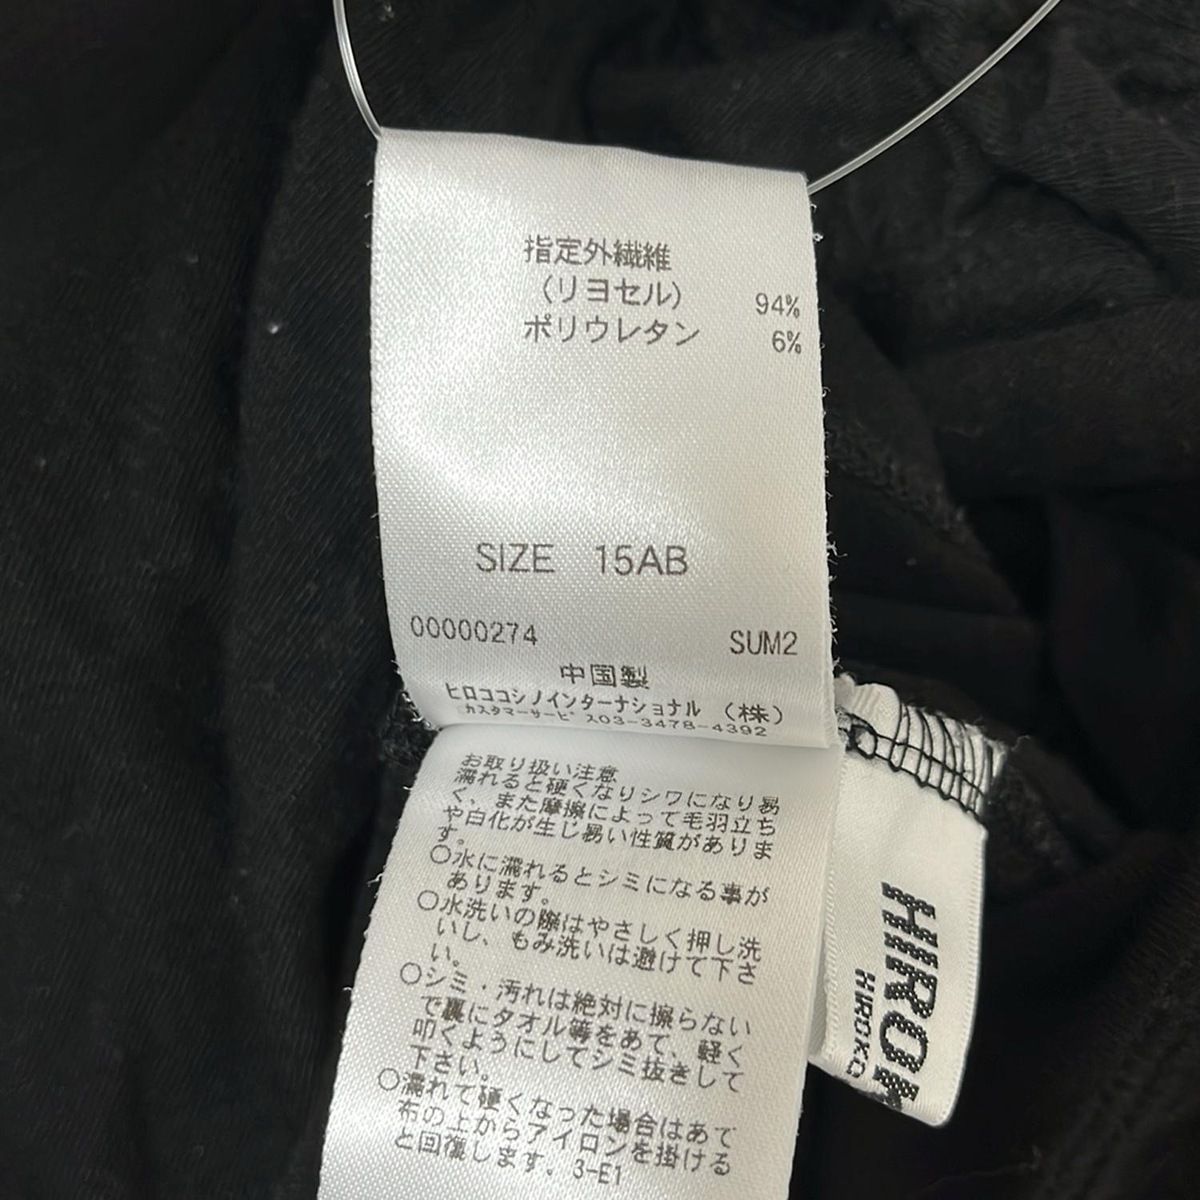 指定外繊維
(リヨセル) 94%
ポリウレタン 6%
SIZE 15AB
00000274 SUM2
中国製
ヒロココシノインターナショナル (株)
カスタマーサービス03-3478-4392
お取り扱い注意
濡れると硬くなりシワになり易
く、また摩擦によって毛羽立ち
や白化が生じ易い性質がありま
す。
○水に濡れるとシミになる事が
あります。
○水洗いの際はやさしく押し洗
いし、もみ洗いは避けて下さ
い。
○シミ・汚れは絶対に擦らない
で裏にタオル等をあて、軽く
叩くようにしてシミ抜きして
下さい。
○濡れて硬くなった場合はあて
布の上からアイロンを掛ける
と回復します。3-E1
HIROK
HIROKO